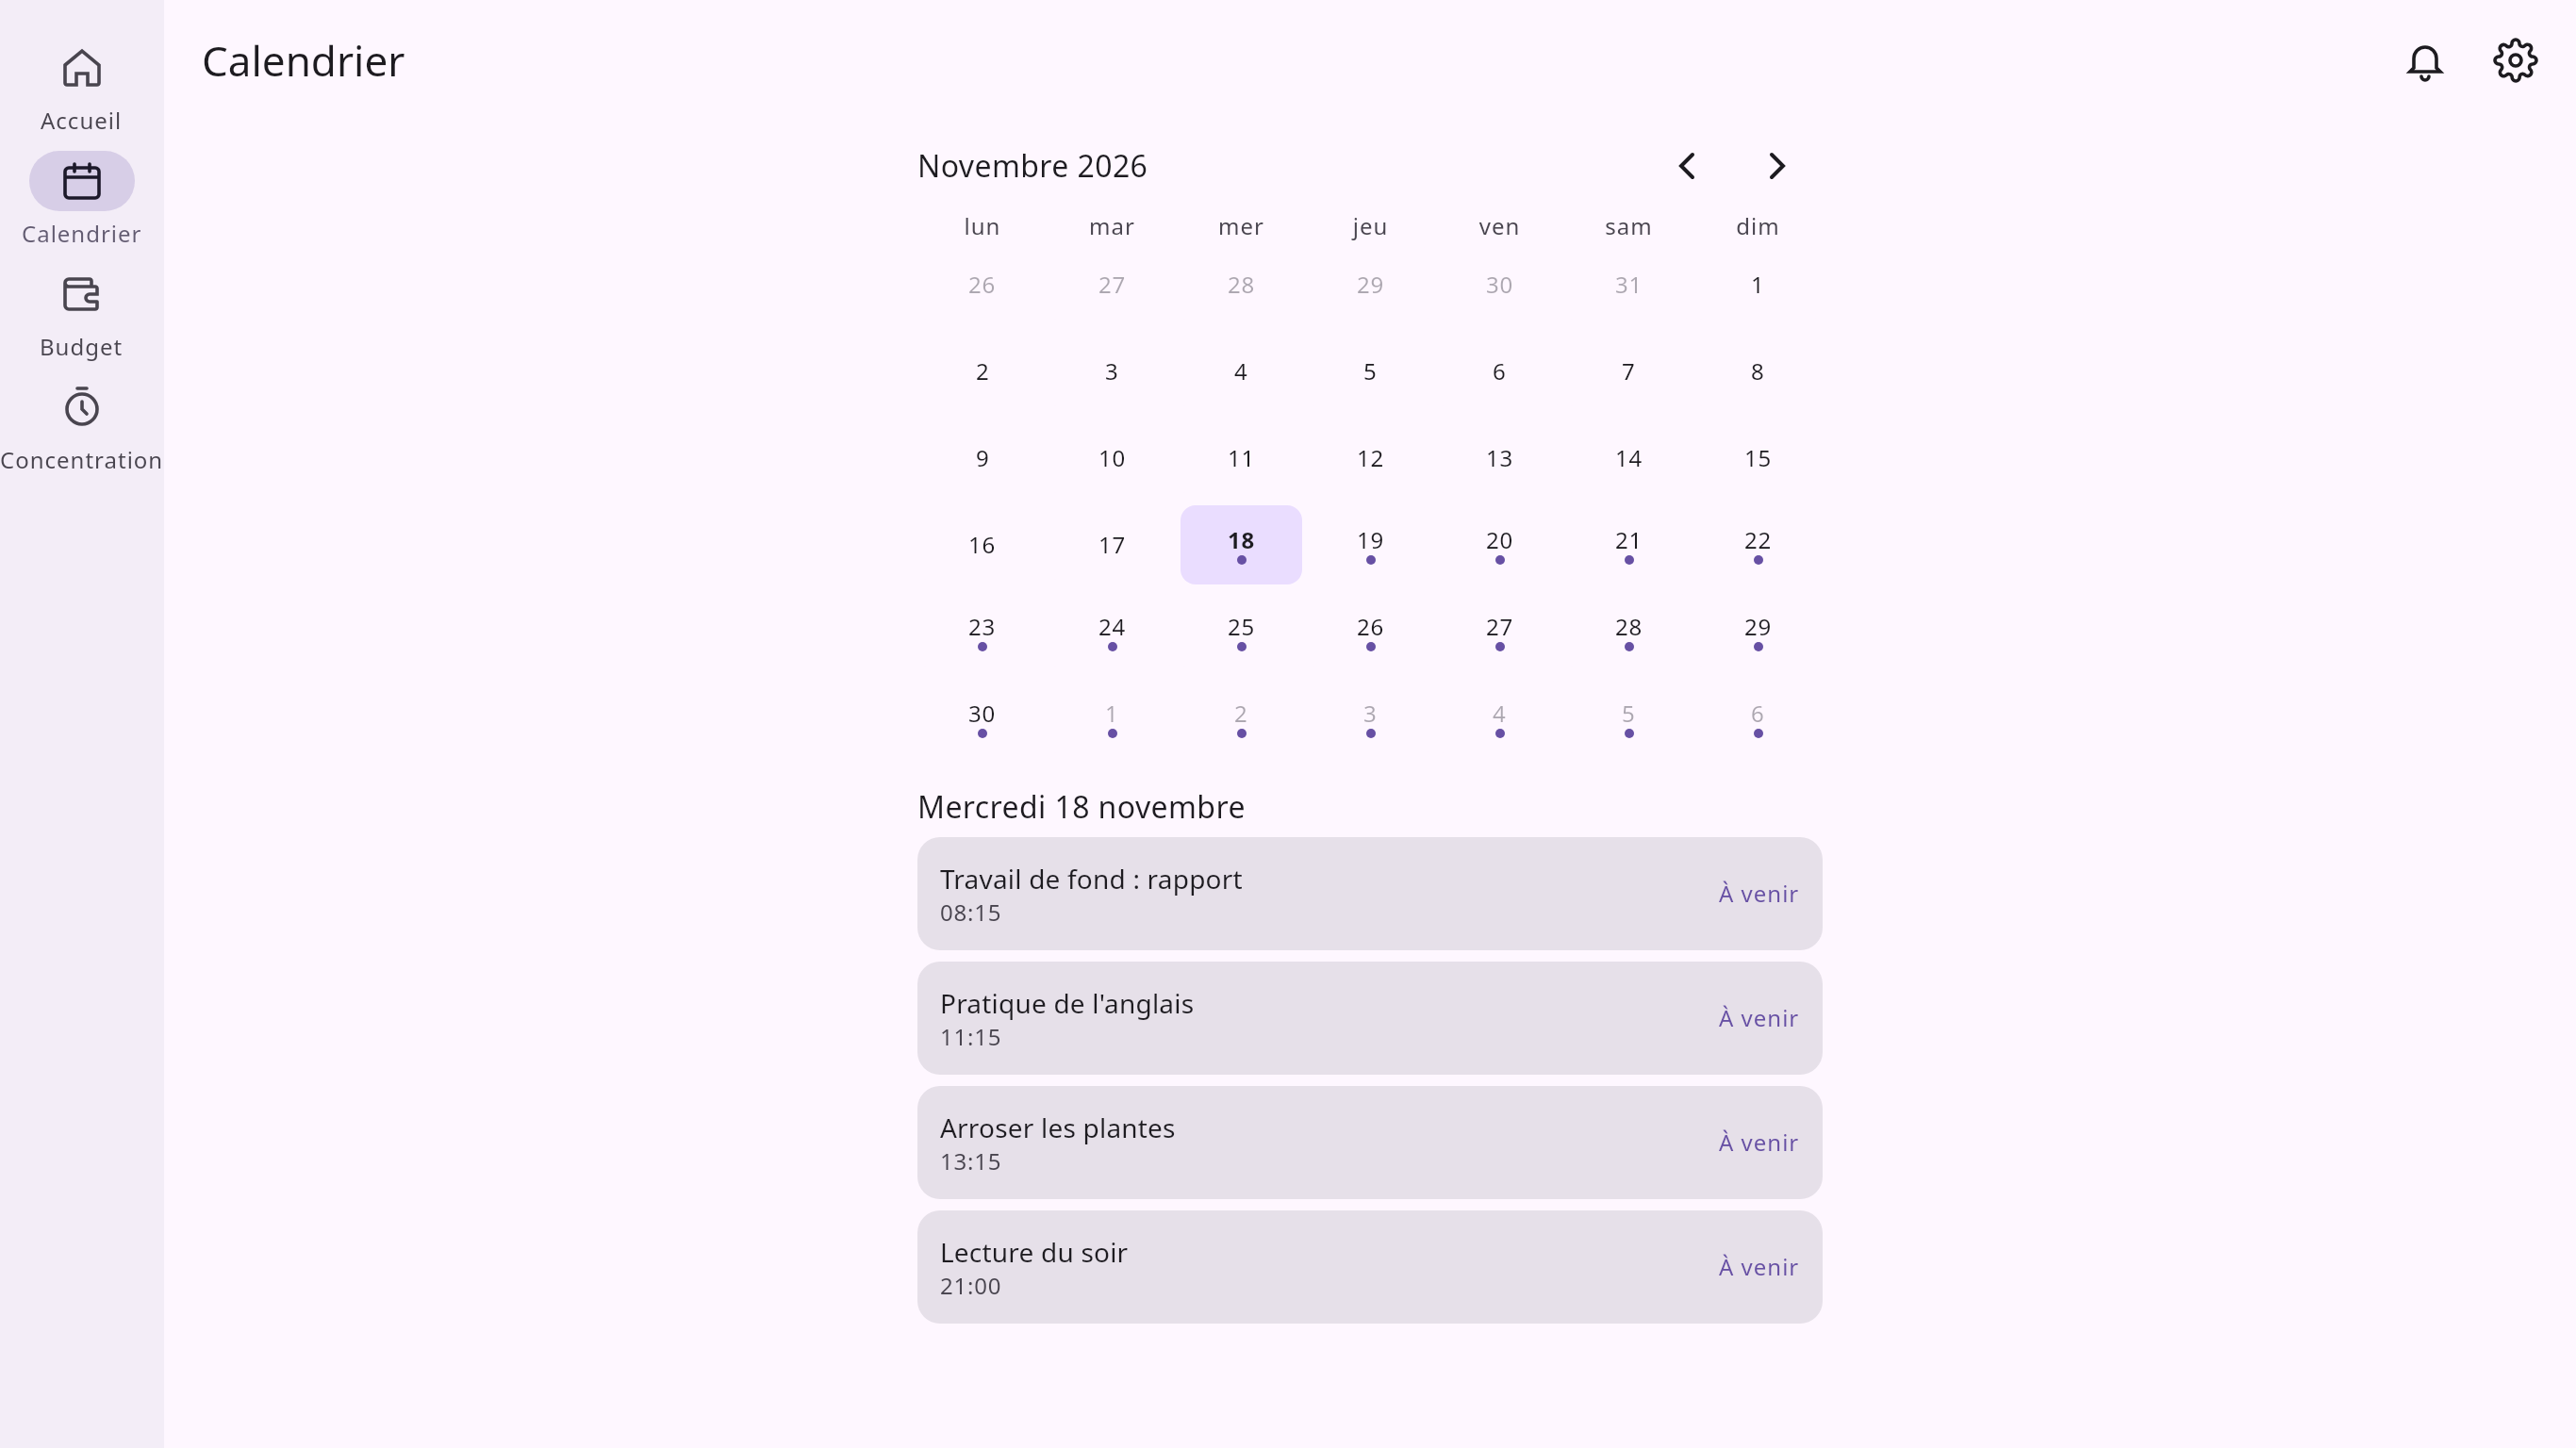 Accueil
Calendrier
Budget
Concentration
Calendrier
Novembre 2026
lun mar mer jeu ven sam dim
26 27 28 29 30 31 1
2 3 4 5 6 7 8
9 10 11 12 13 14 15
16 17 18 19 20 21 22
23 24 25 26 27 28 29
30 1 2 3 4 5 6
Mercredi 18 novembre
Travail de fond : rapport
08:15
À venir
Pratique de l'anglais
11:15
À venir
Arroser les plantes
13:15
À venir
Lecture du soir
21:00
À venir